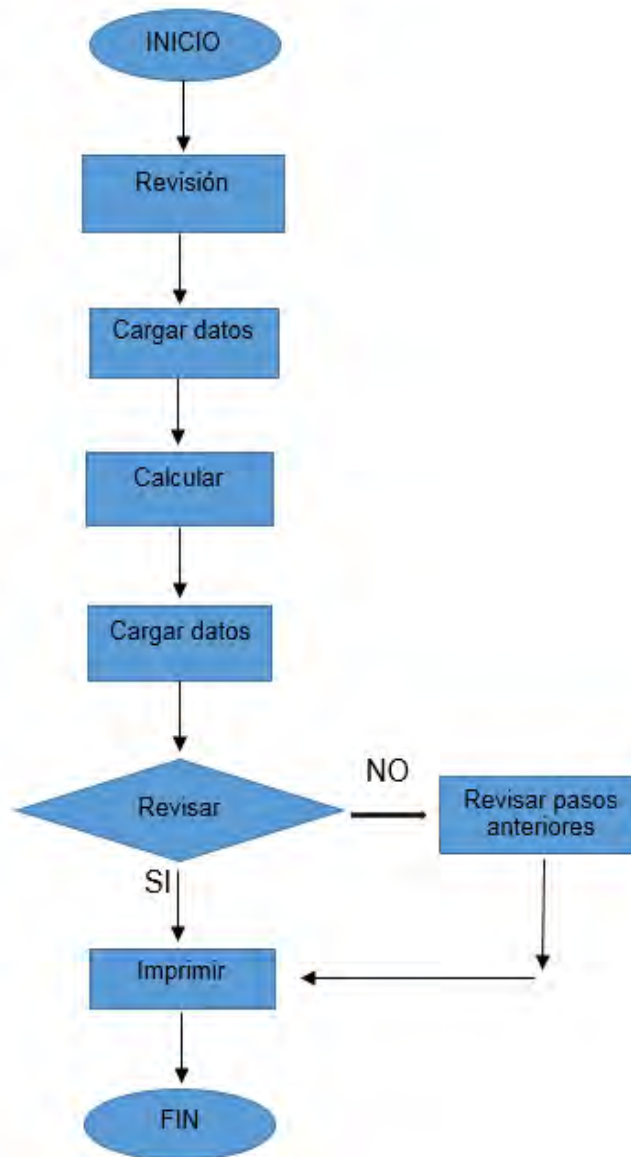 INICIO
Revisión
Cargar datos
Calcular
Cargar datos
Revisar
NO
Revisar pasos
anteriores
SI
Imprimir
FIN